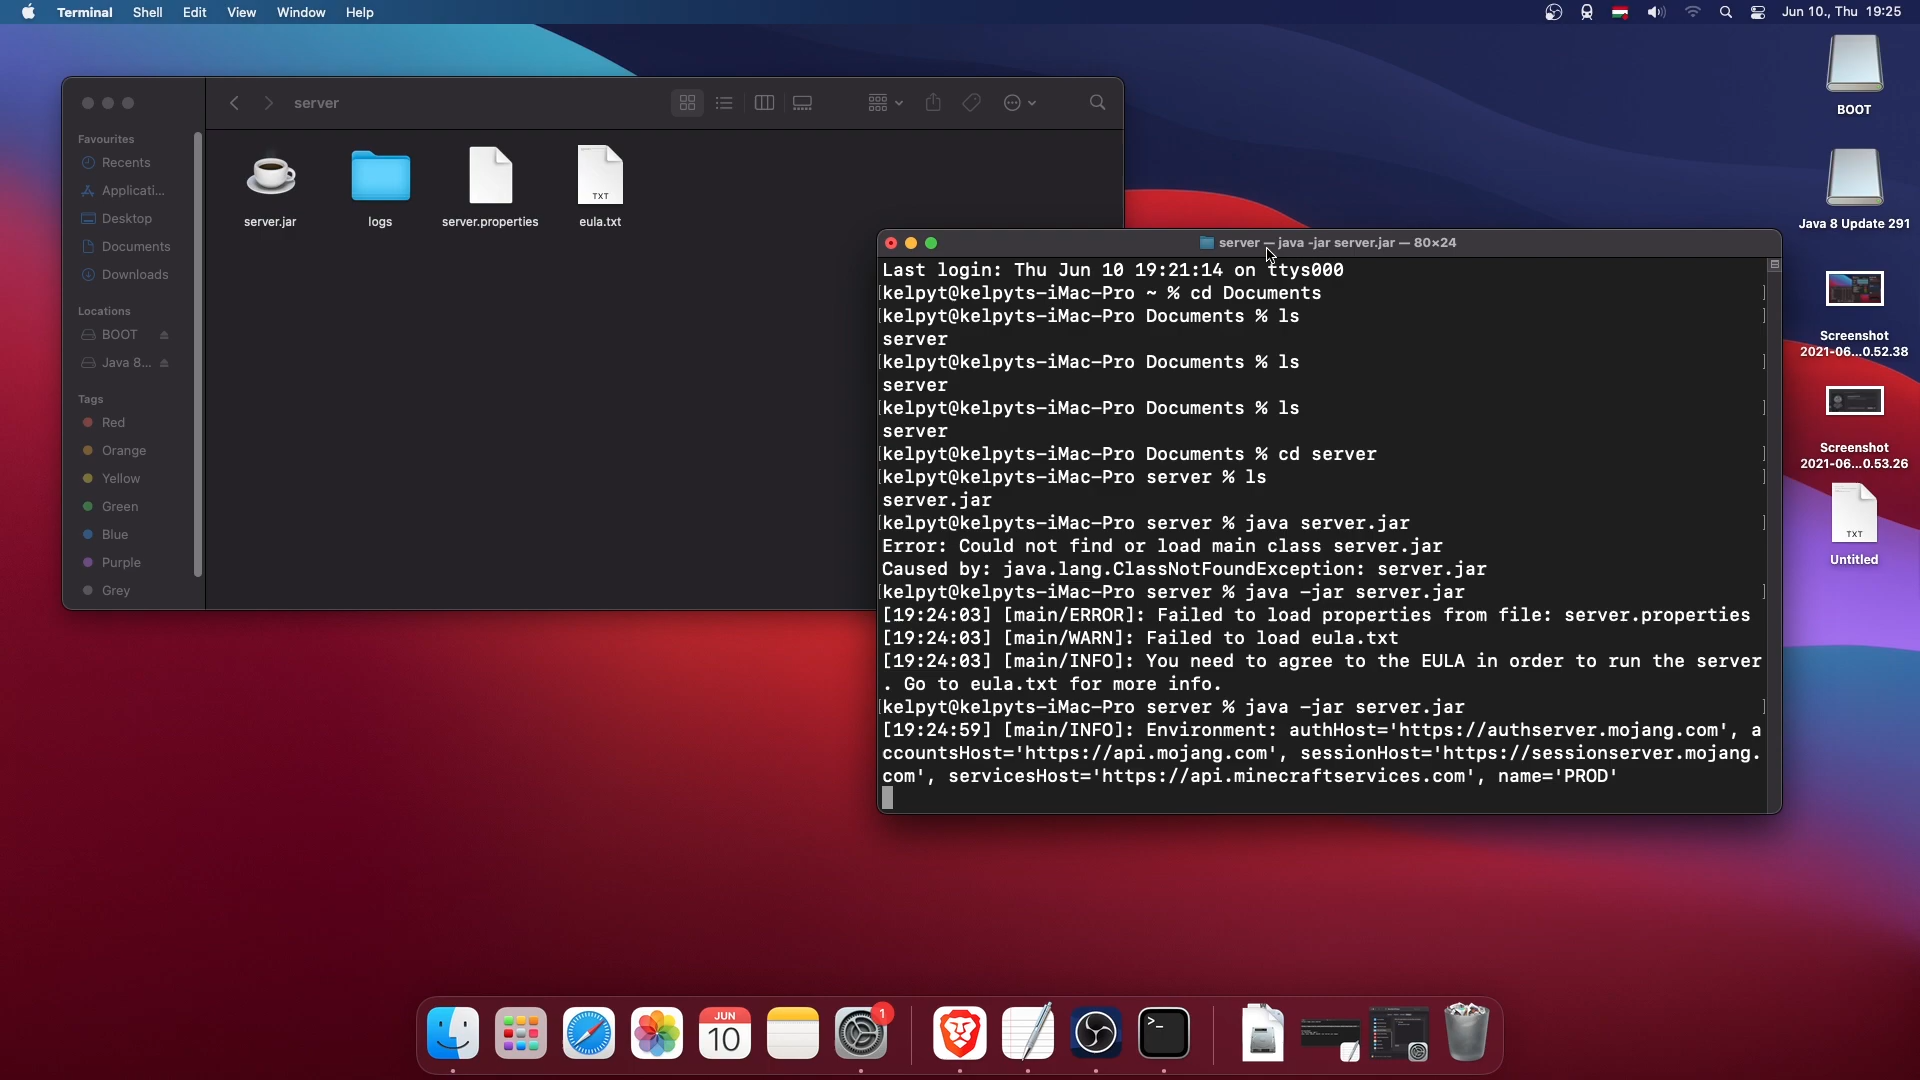 Terminal Shell Edit View Window Help
Jun 10., Thu 19:25
server
Favourites
Recents
Applicati...
Desktop
Documents
Downloads
Locations
BOOT
Java 8...
Tags
Red
Orange
Yellow
Green
Blue
Purple
Grey
server.jar
logs
server.properties
TXT
eula.txt
server — java -jar server.jar — 80×24
Last login: Thu Jun 10 19:21:14 on ttys000
[kelpyt@kelpyts-iMac-Pro ~ % cd Documents ]
[kelpyt@kelpyts-iMac-Pro Documents % ls ]
server
[kelpyt@kelpyts-iMac-Pro Documents % ls ]
server
[kelpyt@kelpyts-iMac-Pro Documents % ls ]
server
[kelpyt@kelpyts-iMac-Pro Documents % cd server ]
[kelpyt@kelpyts-iMac-Pro server % ls ]
server.jar
[kelpyt@kelpyts-iMac-Pro server % java server.jar ]
Error: Could not find or load main class server.jar
Caused by: java.lang.ClassNotFoundException: server.jar
[kelpyt@kelpyts-iMac-Pro server % java -jar server.jar ]
[19:24:03] [main/ERROR]: Failed to load properties from file: server.properties
[19:24:03] [main/WARN]: Failed to load eula.txt
[19:24:03] [main/INFO]: You need to agree to the EULA in order to run the server
. Go to eula.txt for more info.
[kelpyt@kelpyts-iMac-Pro server % java -jar server.jar ]
[19:24:59] [main/INFO]: Environment: authHost='https://authserver.mojang.com', a
ccountsHost='https://api.mojang.com', sessionHost='https://sessionserver.mojang.
com', servicesHost='https://api.minecraftservices.com', name='PROD'
BOOT
Java 8 Update 291
Screenshot
2021-06...0.52.38
Screenshot
2021-06...0.53.26
TXT
Untitled
JUN
10
1
>_